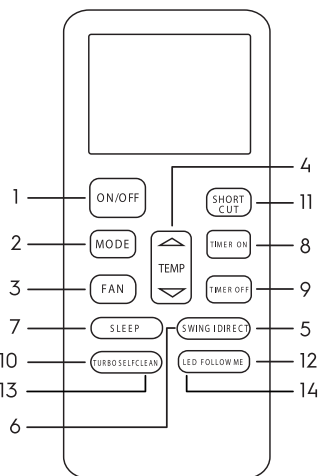 4
1
ON/OFF
SHORT
CUT
11
2
MODE
TEMP
TIMER ON
8
3
FAN
TIMER OFF
9
7
SLEEP
SWING I DIRECT
5
10
TURBO SELFCLEAN
LED FOLLOW ME
12
13
14
6